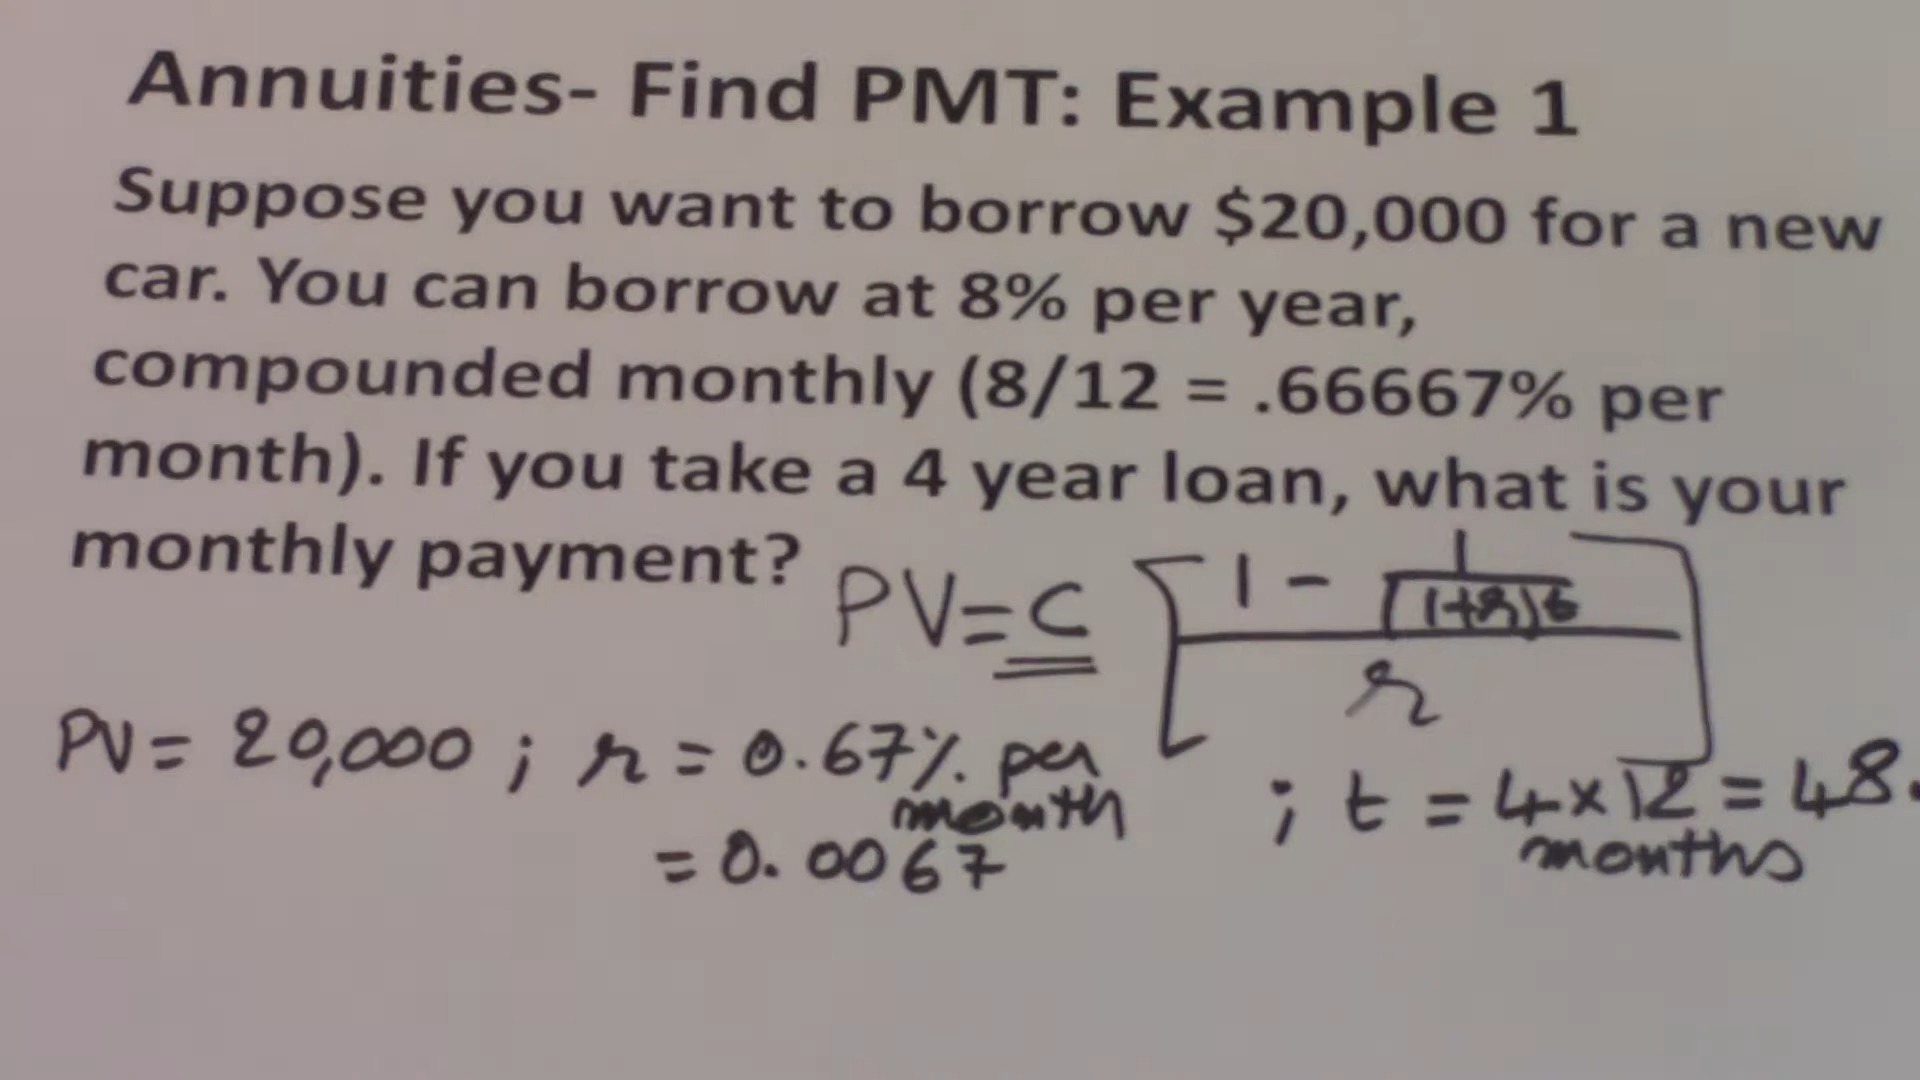 Annuities- Find PMT: Example 1
Suppose you want to borrow $20,000 for a new
car. You can borrow at 8% per year,
compounded monthly (8/12 = .66667% per
month). If you take a 4 year loan, what is your
monthly payment?
PV = C [ 1 - 1 / (1+r)t / r ]
PV = 20,000 ; r = 0.67% per month ; t = 4 x 12 = 48.
months
= 0.0067